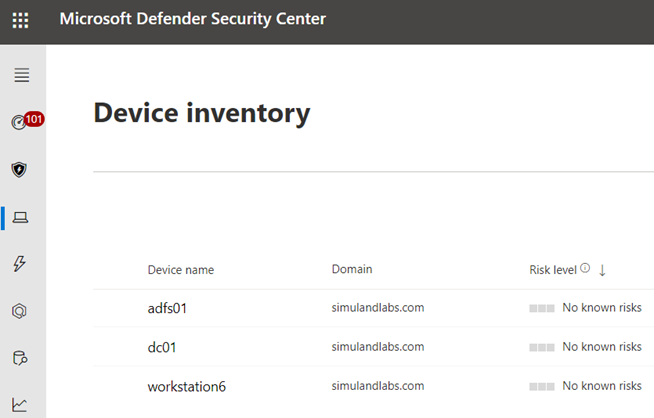 Microsoft Defender Security Center
101
Device inventory
Device name Domain Risk level
adfs01 simulandlabs.com No known risks
dc01 simulandlabs.com No known risks
workstation6 simulandlabs.com No known risks